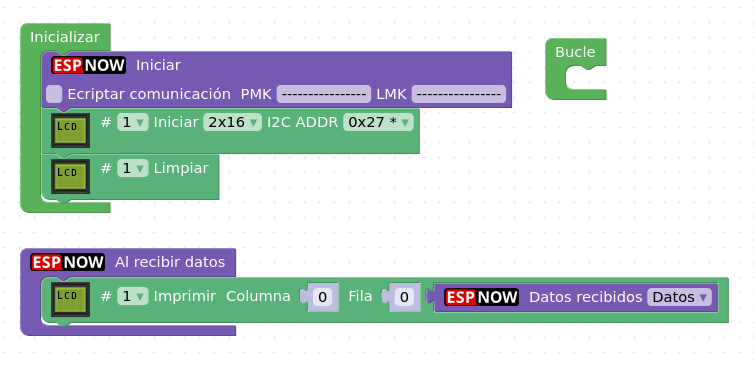 Inicializar
ESP NOW Iniciar
Ecriptar comunicación PMK ---------------- LMK ----------------
LCD # 1 Iniciar 2x16 I2C ADDR 0x27 *
LCD # 1 Limpiar
Bucle
ESP NOW Al recibir datos
LCD # 1 Imprimir Columna 0 Fila 0 ESP NOW Datos recibidos Datos